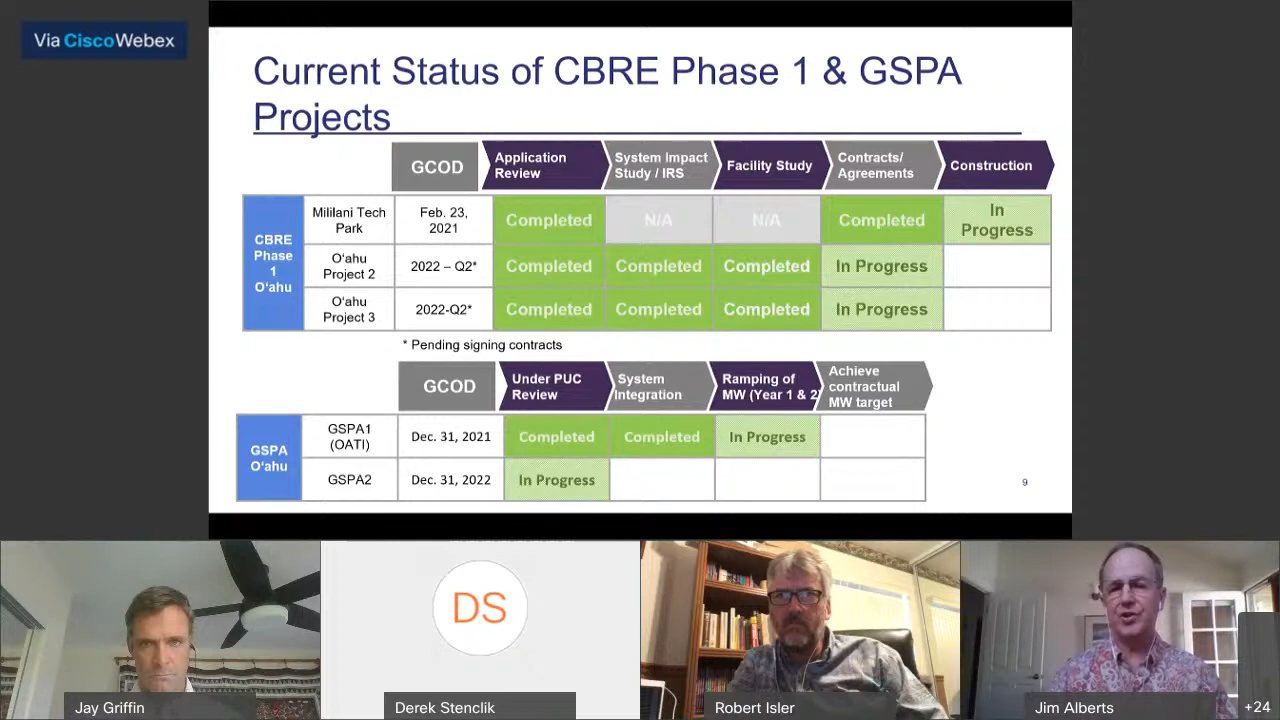 Via CiscoWebex
Current Status of CBRE Phase 1 & GSPA
Projects
GCOD
Application
Review
System Impact
Study / IRS
Facility Study
Contracts/
Agreements
Construction
CBRE
Phase
1
Oʻahu
Mililani Tech
Park
Feb. 23,
2021
Completed
N/A
N/A
Completed
In
Progress
Oʻahu
Project 2
2022 – Q2*
Completed
Completed
Completed
In Progress
Oʻahu
Project 3
2022-Q2*
Completed
Completed
Completed
In Progress
* Pending signing contracts
GCOD
Under PUC
Review
System
Integration
Ramping of
MW (Year 1 & 2)
Achieve
contractual
MW target
GSPA
Oʻahu
GSPA1
(OATI)
Dec. 31, 2021
Completed
Completed
In Progress
GSPA2
Dec. 31, 2022
In Progress
9
DS
Jay Griffin
Derek Stenclik
Robert Isler
Jim Alberts
+24